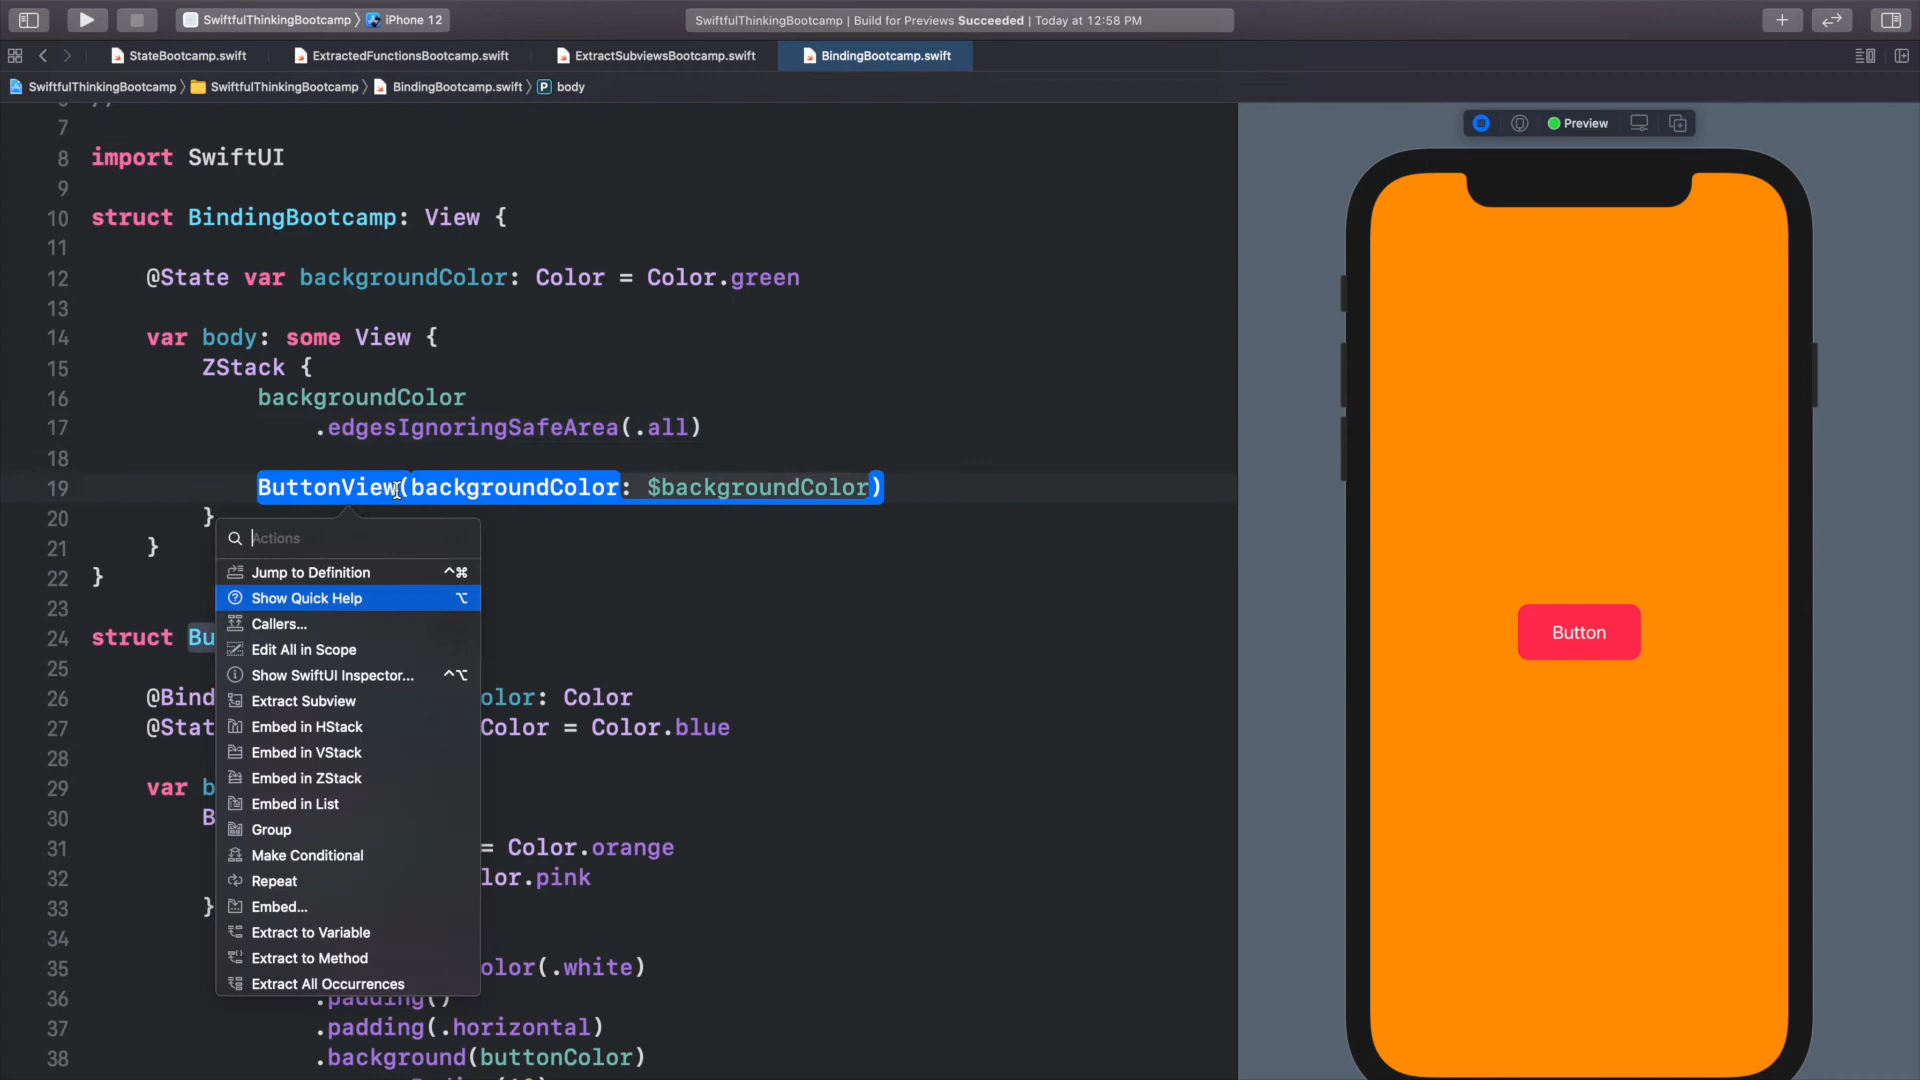 SwiftfulThinkingBootcamp 〉 iPhone 12
SwiftfulThinkingBootcamp | Build for Previews Succeeded | Today at 12:58 PM
StateBootcamp.swift
ExtractedFunctionsBootcamp.swift
ExtractSubviewsBootcamp.swift
BindingBootcamp.swift
SwiftfulThinkingBootcamp 〉 SwiftfulThinkingBootcamp 〉 BindingBootcamp.swift 〉 P body
7
8 import SwiftUI
9
10 struct BindingBootcamp: View {
11
12 @State var backgroundColor: Color = Color.green
13
14 var body: some View {
15 ZStack {
16 backgroundColor
17 .edgesIgnoringSafeArea(.all)
18
19 ButtonView(backgroundColor: $backgroundColor)
20 }
21 }
22 }
23
24 struct Bu
25
26 @Bind olor: Color
27 @Stat Color = Color.blue
28
29 var b
30 B
31 = Color.orange
32 lor.pink
33 }
34
35 olor(.white)
36 .padding()
37 .padding(.horizontal)
38 .background(buttonColor)
Actions
Jump to Definition ^⌘
Show Quick Help ⌥
Callers...
Edit All in Scope
Show SwiftUI Inspector... ^⌥
Extract Subview
Embed in HStack
Embed in VStack
Embed in ZStack
Embed in List
Group
Make Conditional
Repeat
Embed...
Extract to Variable
Extract to Method
Extract All Occurrences
Preview
Button